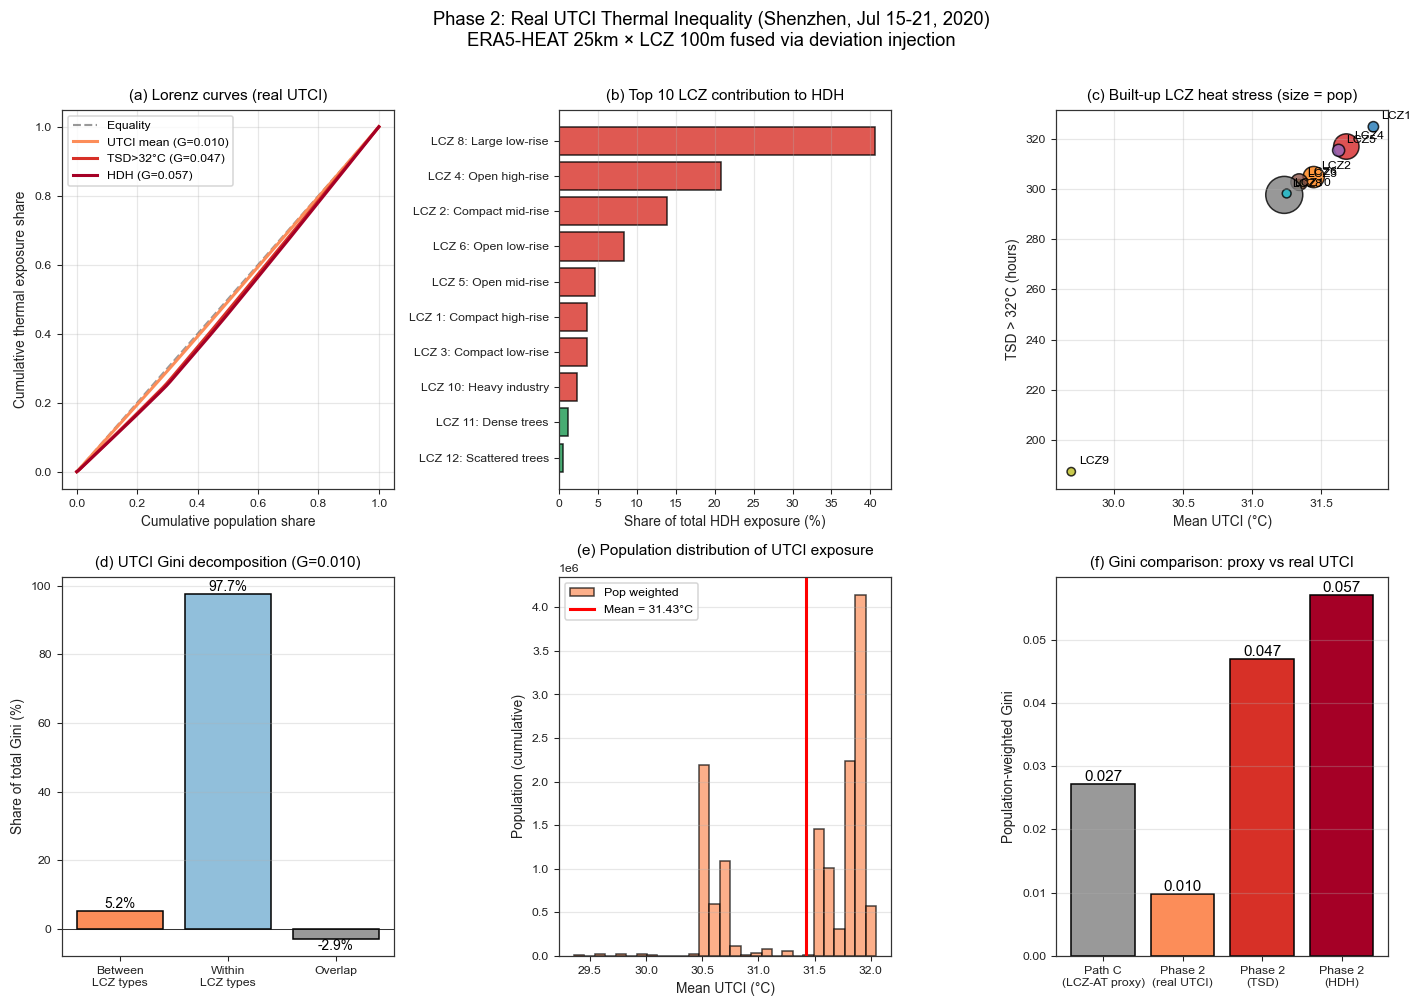 Phase 2: Real UTCI Thermal Inequality (Shenzhen, Jul 15-21, 2020)
ERA5-HEAT 25km × LCZ 100m fused via deviation injection
(a) Lorenz curves (real UTCI)
Equality
UTCI mean (G=0.010)
TSD>32°C (G=0.047)
HDH (G=0.057)
1.0
0.8
0.6
0.4
0.2
0.0
Cumulative thermal exposure share
0.0 0.2 0.4 0.6 0.8 1.0
Cumulative population share
(b) Top 10 LCZ contribution to HDH
LCZ 8: Large low-rise
LCZ 4: Open high-rise
LCZ 2: Compact mid-rise
LCZ 6: Open low-rise
LCZ 5: Open mid-rise
LCZ 1: Compact high-rise
LCZ 3: Compact low-rise
LCZ 10: Heavy industry
LCZ 11: Dense trees
LCZ 12: Scattered trees
0 5 10 15 20 25 30 35 40
Share of total HDH exposure (%)
(c) Built-up LCZ heat stress (size = pop)
LCZ1
LCZ4
LCZ5
LCZ2
LCZ9
320
300
280
260
240
220
200
TSD > 32°C (hours)
30.0 30.5 31.0 31.5
Mean UTCI (°C)
(d) UTCI Gini decomposition (G=0.010)
97.7%
5.2%
-2.9%
100
80
60
40
20
0
Share of total Gini (%)
Between
LCZ types
Within
LCZ types
Overlap
(e) Population distribution of UTCI exposure
1e6
Pop weighted
Mean = 31.43°C
4.0
3.5
3.0
2.5
2.0
1.5
1.0
0.5
0.0
Population (cumulative)
29.5 30.0 30.5 31.0 31.5 32.0
Mean UTCI (°C)
(f) Gini comparison: proxy vs real UTCI
0.057
0.047
0.027
0.010
0.05
0.04
0.03
0.02
0.01
0.00
Population-weighted Gini
Path C
(LCZ-AT proxy)
Phase 2
(real UTCI)
Phase 2
(TSD)
Phase 2
(HDH)